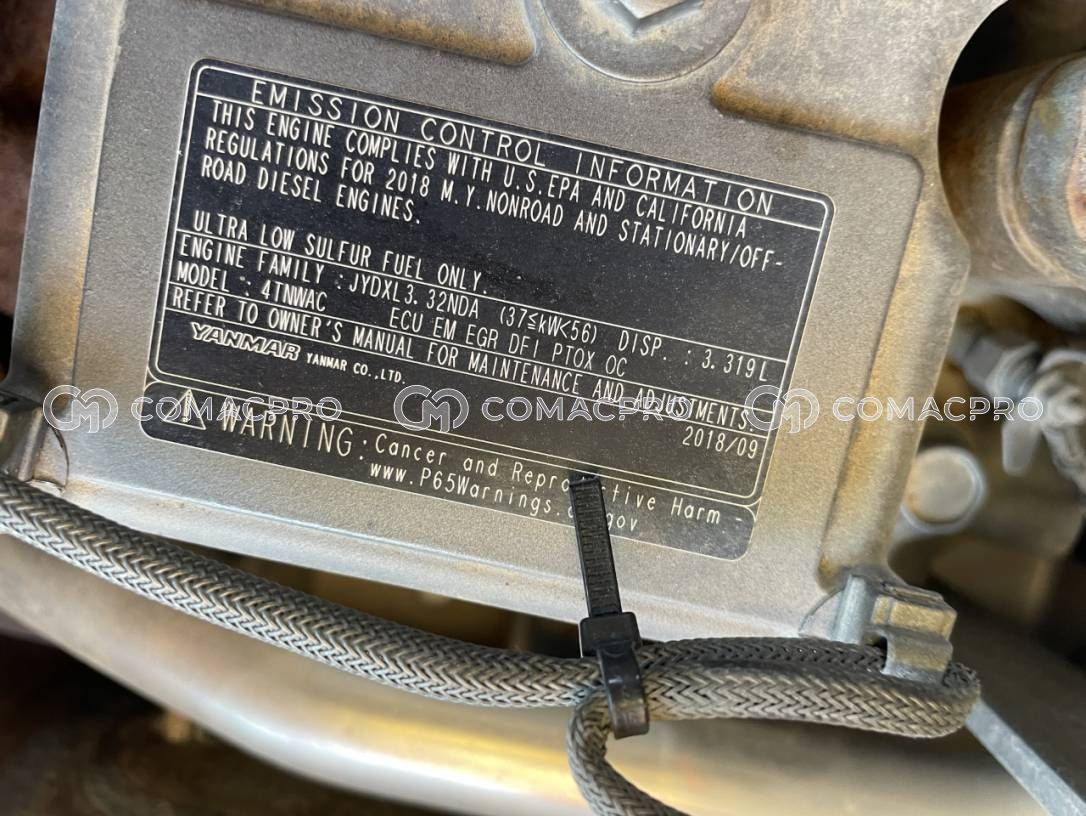 EMISSION CONTROL INFORMATION
THIS ENGINE COMPLIES WITH U.S.EPA AND CALIFORNIA
REGULATIONS FOR 2018 M.Y.NONROAD AND STATIONARY/OFF-
ROAD DIESEL ENGINES.
ULTRA LOW SULFUR FUEL ONLY.
ENGINE FAMILY : JYDXL3.32NDA (37≦kW<56) DISP. : 3.319L
MODEL : 4TNWAC ECU EM EGR DFI PTOX OC
REFER TO OWNER'S MANUAL FOR MAINTENANCE AND ADJUSTMENTS.
YANMAR YANMAR CO.,LTD. 2018/09
COMACPRO COMACPRO COMACPRO
WARNING: Cancer and Harm -
www.P65Warnings. gov